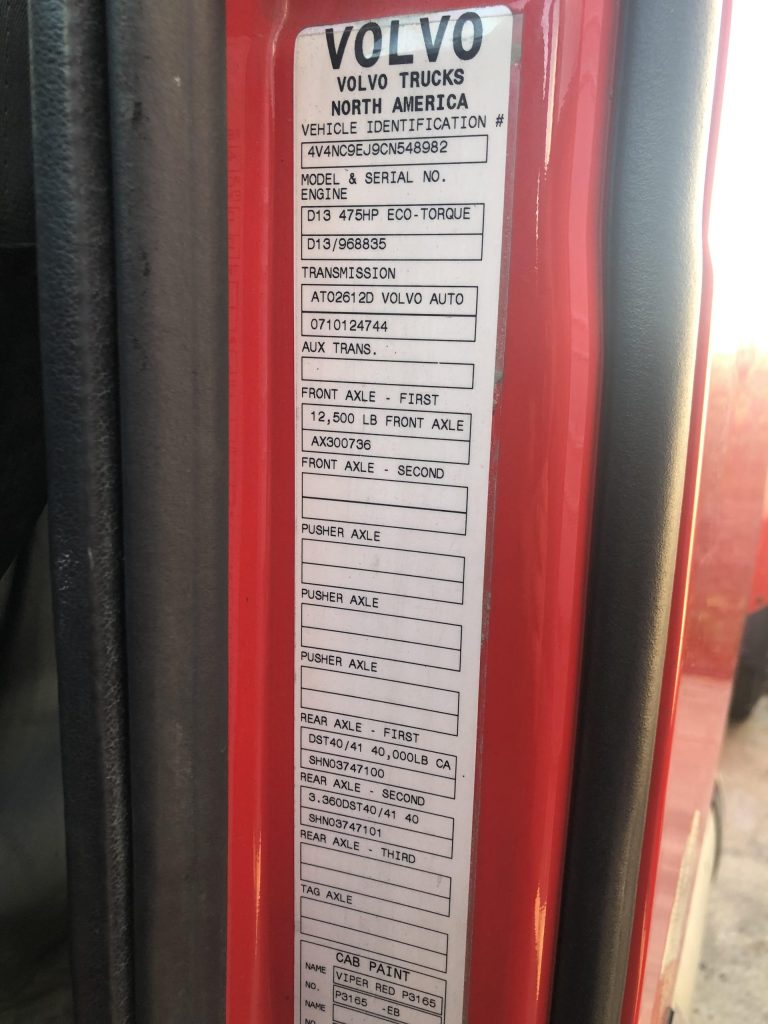 VOLVO
VOLVO TRUCKS
NORTH AMERICA
VEHICLE IDENTIFICATION #
4V4NC9EJ9CN548982
MODEL & SERIAL NO.
ENGINE
D13 475HP ECO-TORQUE
D13/968835
TRANSMISSION
ATO2612D VOLVO AUTO
0710124744
AUX TRANS.
FRONT AXLE - FIRST
12,500 LB FRONT AXLE
AX300736
FRONT AXLE - SECOND
PUSHER AXLE
PUSHER AXLE
PUSHER AXLE
REAR AXLE - FIRST
DST40/41 40,000LB CA
SHN03747100
REAR AXLE - SECOND
3.360DST40/41 40
SHN03747101
REAR AXLE - THIRD
TAG AXLE
CAB PAINT
NAME VIPER RED P3165
NO. P3165 -EB
NAME